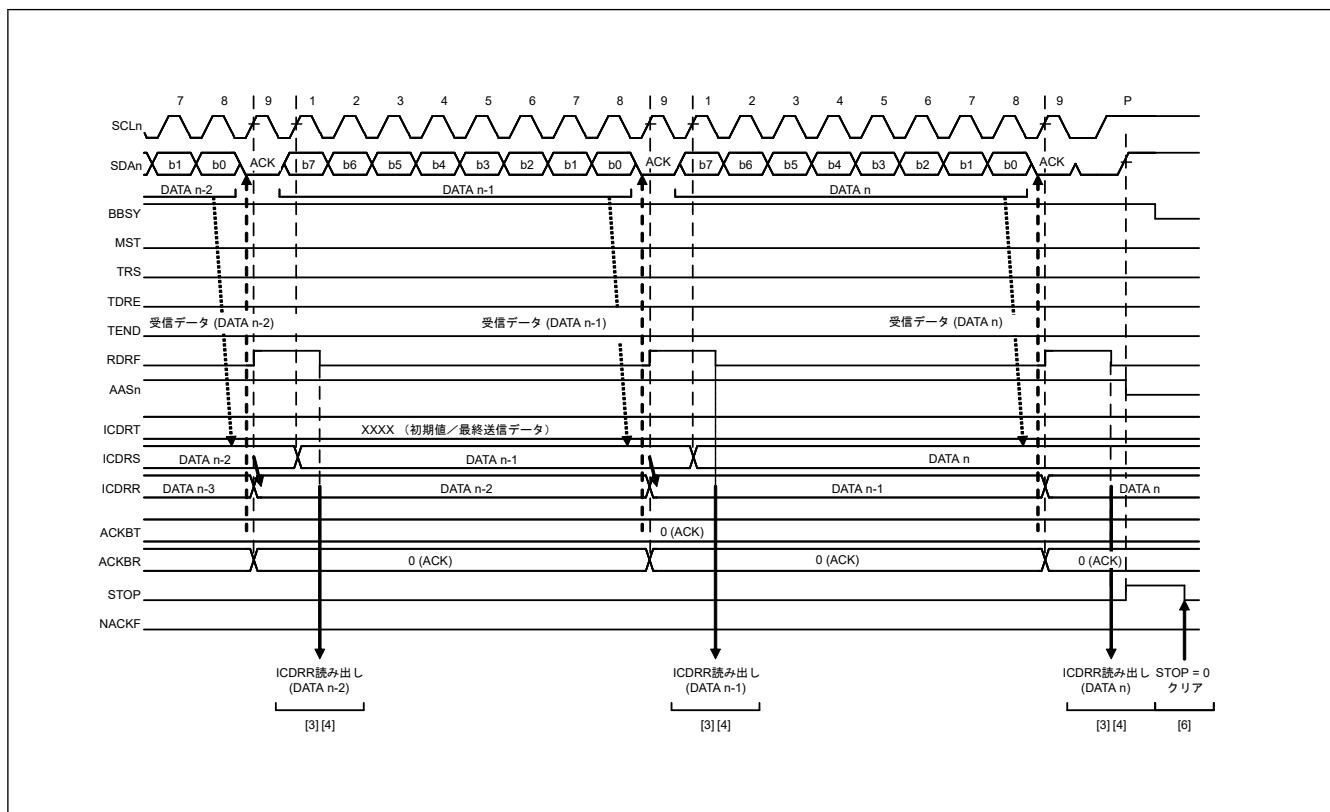 7 8 9 1 2 3 4 5 6 7 8 9 1 2 3 4 5 6 7 8 9 P
SCLn
SDAn b1 b0 ACK b7 b6 b5 b4 b3 b2 b1 b0 ACK b7 b6 b5 b4 b3 b2 b1 b0 ACK
DATA n-2 DATA n-1 DATA n
BBSY
MST
TRS
TDRE
TEND 受信データ (DATA n-2) 受信データ (DATA n-1) 受信データ (DATA n)
RDRF
AASn
ICDRT XXXX (初期値/最終送信データ)
ICDRS DATA n-2 DATA n-1 DATA n
ICDRR DATA n-3 DATA n-2 DATA n-1 DATA n
ACKBT 0 (ACK)
ACKBR 0 (ACK) 0 (ACK) 0 (ACK)
STOP
NACKF
ICDRR読み出し ICDRR読み出し ICDRR読み出し STOP = 0
(DATA n-2) (DATA n-1) (DATA n) クリア
[3] [4] [3] [4] [3] [4] [6]